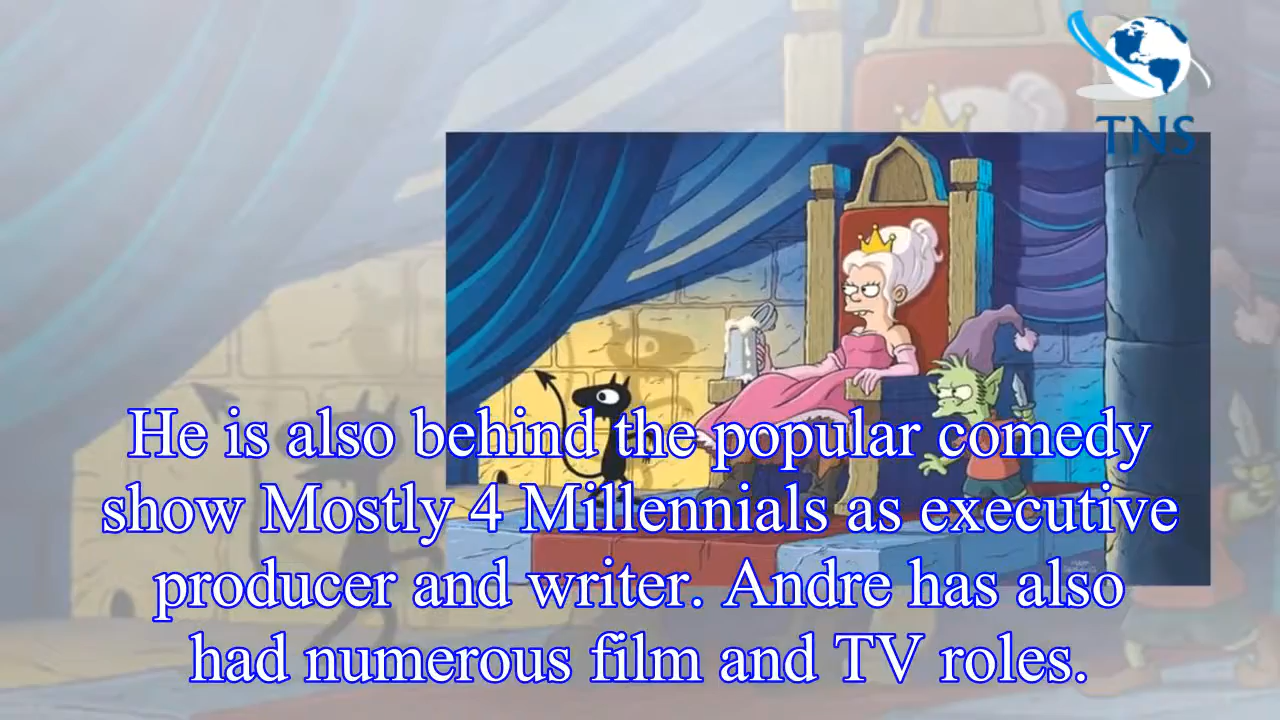 TNS
He is also behind the popular comedy
show Mostly 4 Millennials as executive
producer and writer. Andre has also
had numerous film and TV roles.